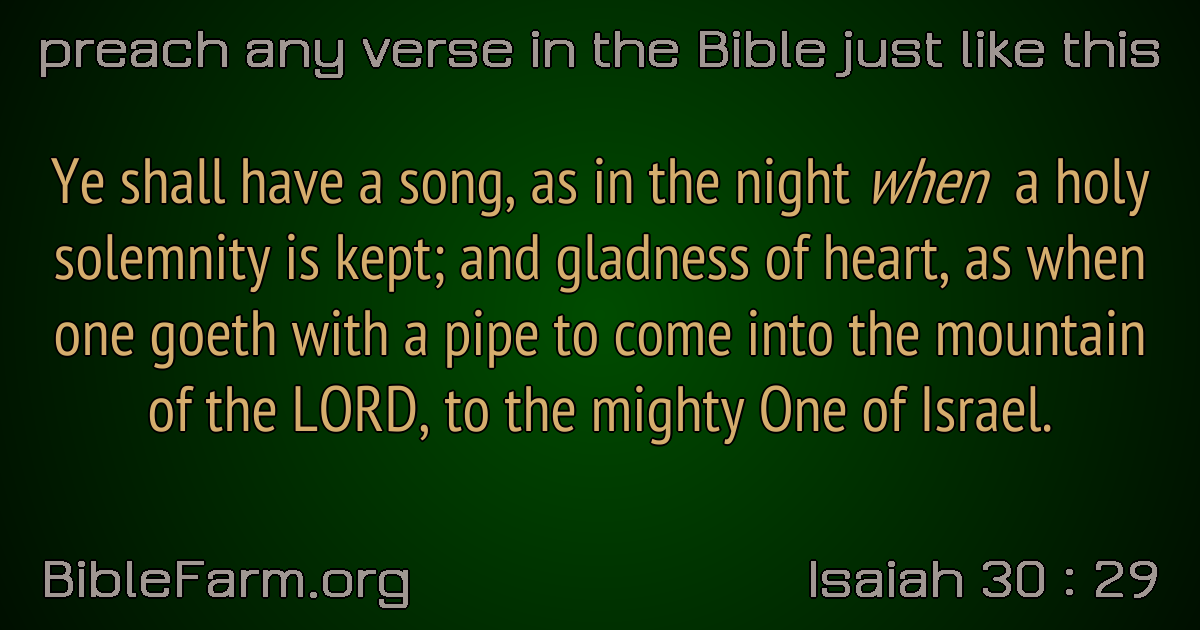 preach any verse in the Bible just like this
Ye shall have a song, as in the night when a holy
solemnity is kept; and gladness of heart, as when
one goeth with a pipe to come into the mountain
of the LORD, to the mighty One of Israel.
BibleFarm.org
Isaiah 30 : 29